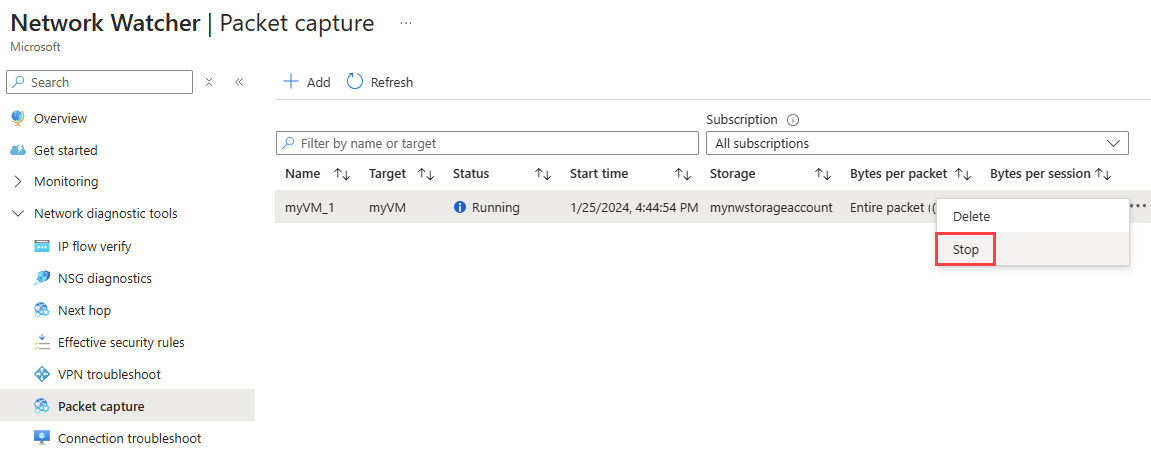 Network Watcher | Packet capture ...
Microsoft
Search
Add Refresh
Overview
Get started
Monitoring
Network diagnostic tools
IP flow verify
NSG diagnostics
Next hop
Effective security rules
VPN troubleshoot
Packet capture
Connection troubleshoot
Subscription
Filter by name or target All subscriptions
Name Target Status Start time Storage Bytes per packet Bytes per session
myVM_1 myVM Running 1/25/2024, 4:44:54 PM mynwstorageaccount Entire packet (
Delete
Stop